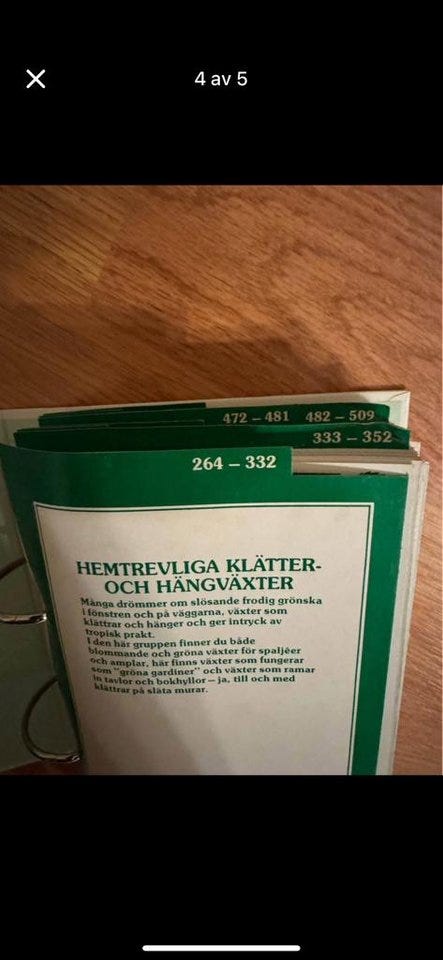 4 av 5
472 – 481 482 – 509
333 – 352
264 – 332
HEMTREVLIGA KLÄTTER-
OCH HÄNGVÄXTER
Många drömmer om slösande frodig grönska
i fönstren och på väggarna, växter som
klättrar och hänger och ger intryck av
tropisk prakt.
I den här gruppen finner du både
blommande och gröna växter för spaljéer
och amplar, här finns växter som fungerar
som "gröna gardiner" och växter som ramar
in tavlor och bokhyllor – ja, till och med
klättrar på släta murar.